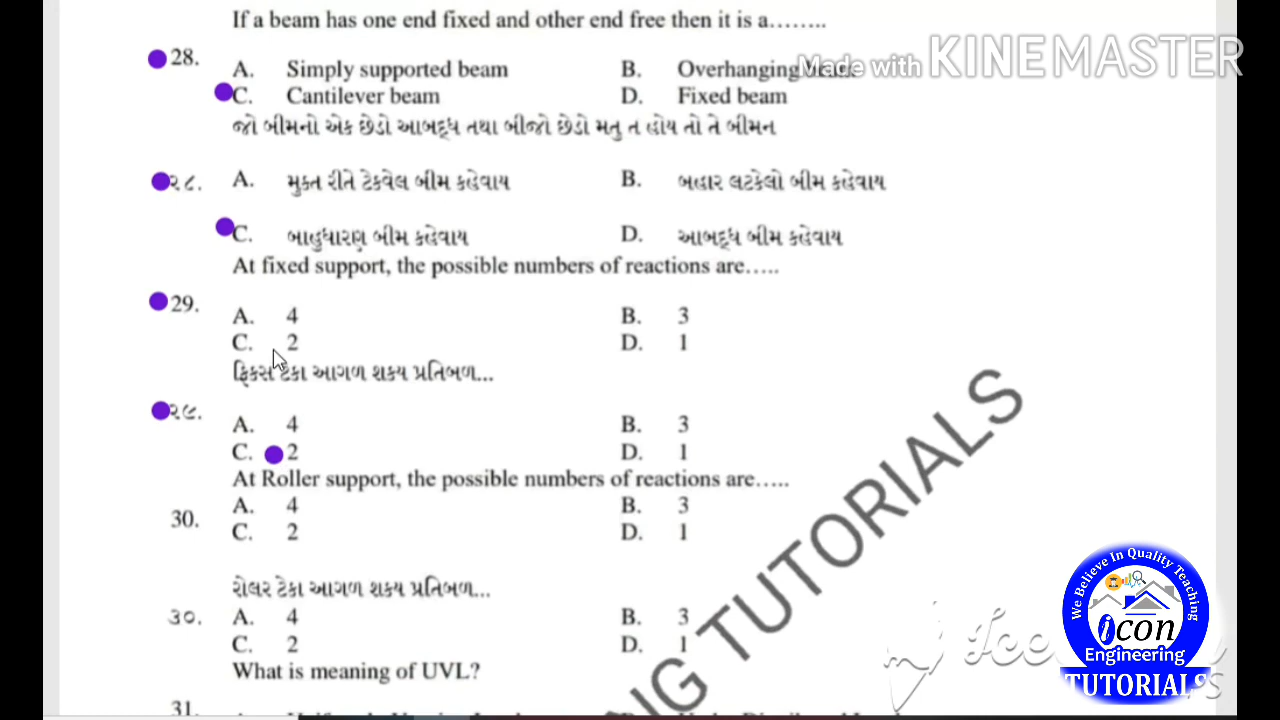 If a beam has one end fixed and other end free then it is a……..
Made with KINEMASTER
28.
A. Simply supported beam B. Overhanging
C. Cantilever beam D. Fixed beam
જો બીમનો એક છેડો આબદ્ધ તથા બીજો છેડો મતુ ત હોય તો તે બીમન
૨૮. A. મુક્ત રીતે ટેકવેલ બીમ કહેવાય B. બહાર લટકેલો બીમ કહેવાય
C. બાહુધારણ બીમ કહેવાય D. આબદ્ધ બીમ કહેવાય
At fixed support, the possible numbers of reactions are…..
29.
A. 4 B. 3
C. 2 D. 1
ફિકસ ટેકા આગળ શકય પ્રતિબળ...
૨૯.
A. 4 B. 3
C. 2 D. 1
At Roller support, the possible numbers of reactions are…..
30.
A. 4 B. 3
C. 2 D. 1
રોલર ટેકા આગળ શકય પ્રતિબળ...
૩૦. A. 4 B. 3
C. 2 D. 1
What is meaning of UVL?
31.
NG TUTORIALS
We Believe In Quality Teaching
icon
Engineering
TUTORIALS